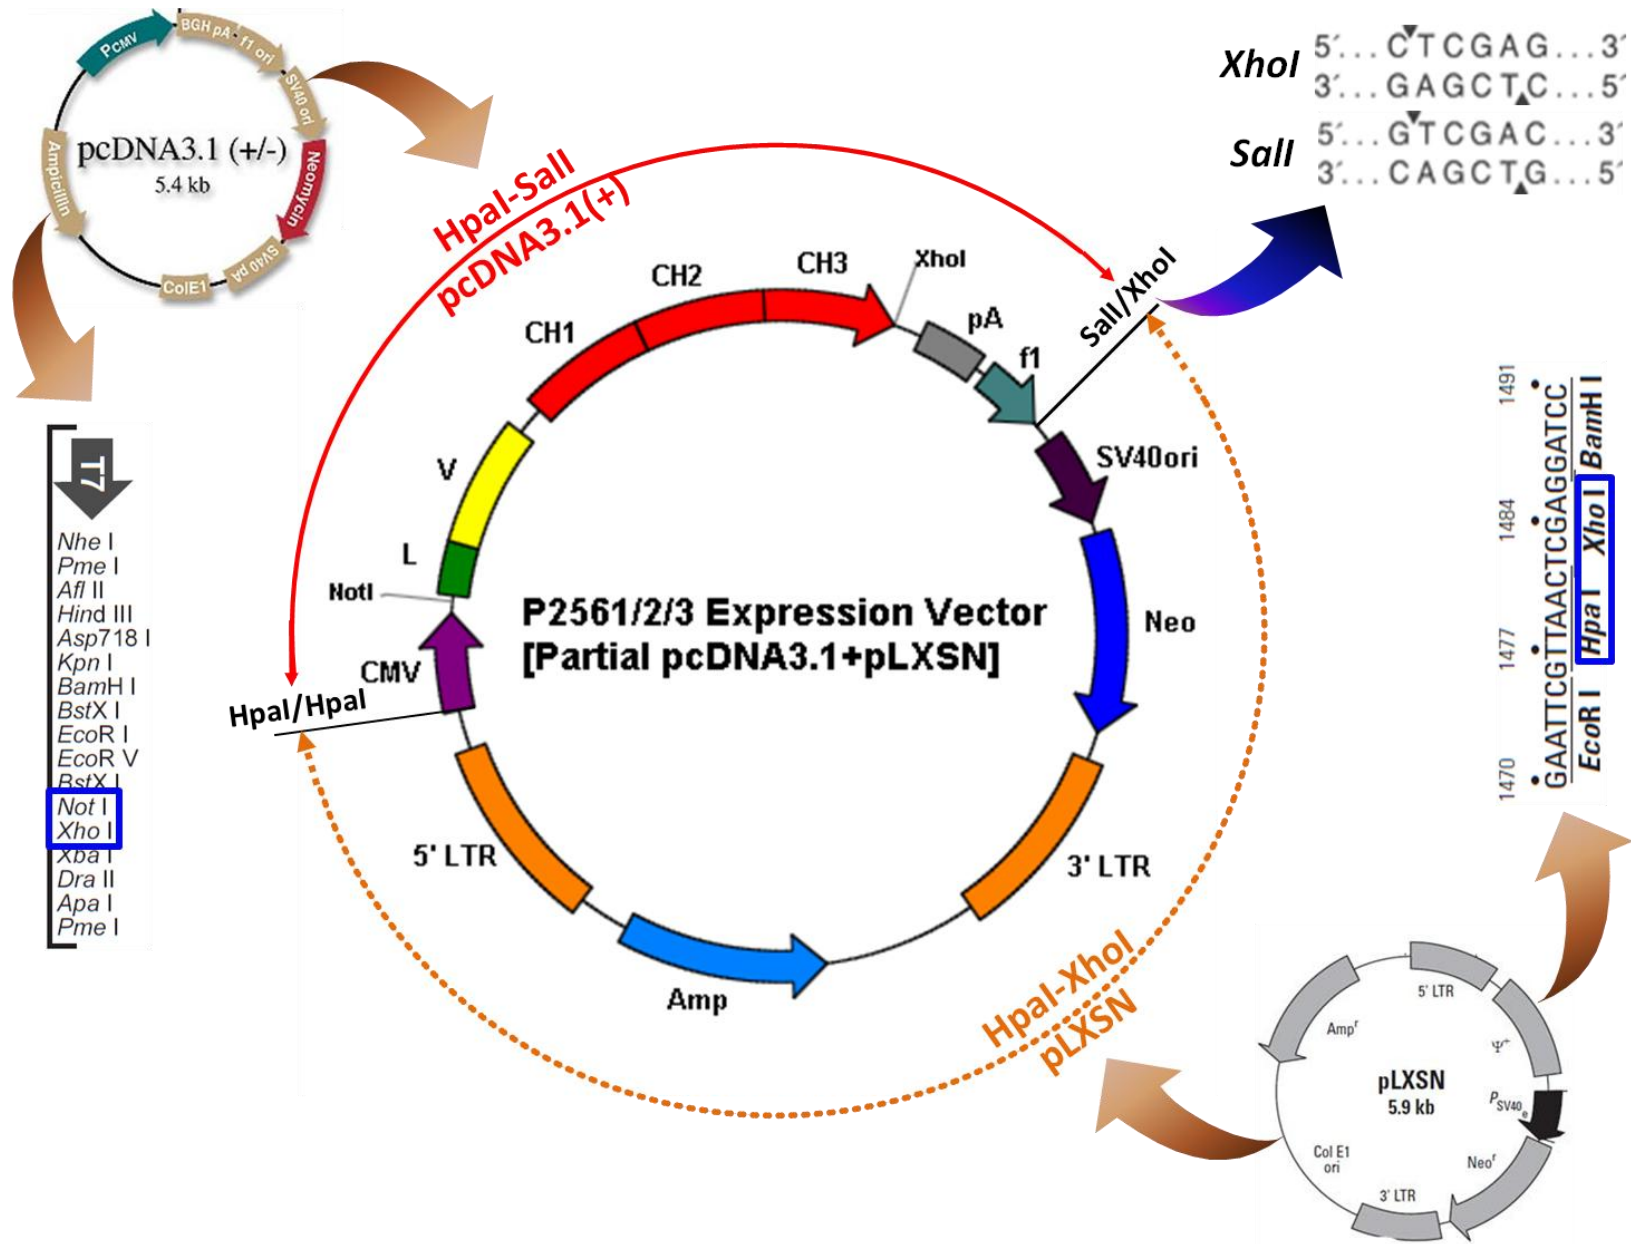 PCMV
BGH pA
f1 ori
SV40 ori
Neomycin
SV40 pA
ColE1
Ampicillin
pcDNA3.1 (+/-)
5.4 kb
XhoI
5´...CTCGAG...3´
3´...GAGCTC...5´
SalI
5´...GTCGAC...3´
3´...CAGCTG...5´
HpaI-SalI
pcDNA3.1(+)
SalI/XhoI
HpaI/HpaI
HpaI-XhoI
pLXSN
CH1
CH2
CH3
XhoI
pA
f1
SV40ori
Neo
3' LTR
Amp
5' LTR
CMV
NotI
L
V
P2561/2/3 Expression Vector
[Partial pcDNA3.1+pLXSN]
T7
Nhe I
Pme I
Afl II
Hind III
Asp718 I
Kpn I
BamH I
BstX I
EcoR I
EcoR V
BstX I
Not I
Xho I
Xba I
Dra II
Apa I
Pme I
1470 1477 1484 1491
GAATTCGTTAACTCGAGGATCC
EcoR I Hpa I Xho I BamH I
5' LTR
Ψ+
PSV40e
Neor
3' LTR
Col E1
ori
Ampr
pLXSN
5.9 kb